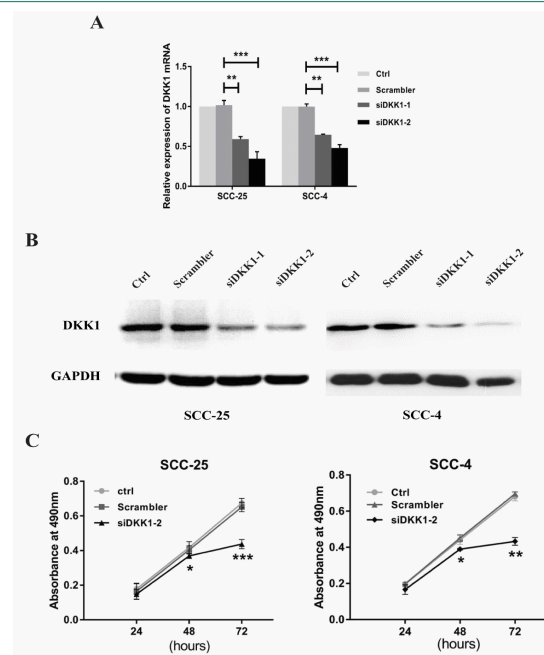 A
Relative expression of DKK1 mRNA
1.5
1.0
0.5
0.0
***
**
***
**
Ctrl
Scrambler
siDKK1-1
siDKK1-2
SCC-25
SCC-4
B
Ctrl
Scrambler
siDKK1-1
siDKK1-2
Ctrl
Scrambler
siDKK1-1
siDKK1-2
DKK1
GAPDH
SCC-25
SCC-4
C
SCC-25
Absorbance at 490nm
0.8
0.6
0.4
0.2
0.0
ctrl
Scrambler
siDKK1-2
*
***
24
48
72
(hours)
SCC-4
Absorbance at 490nm
0.8
0.6
0.4
0.2
0.0
Ctrl
Scrambler
siDKK1-2
*
**
24
48
72
(hours)